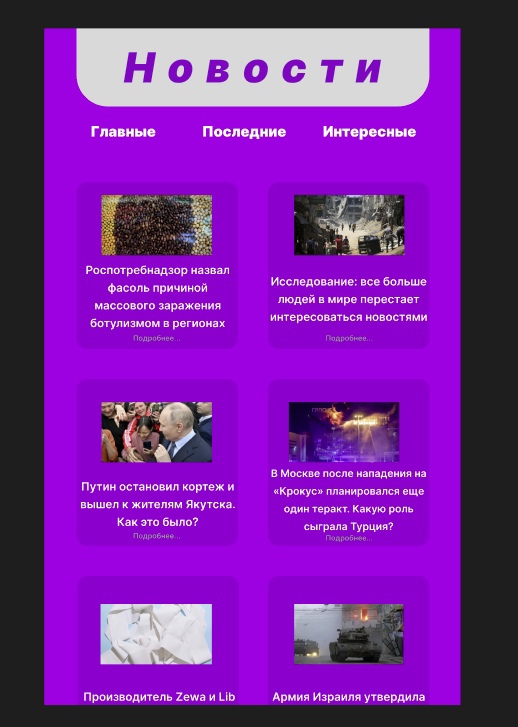 Новости
Главные
Последние
Интересные
Роспотребнадзор назвал
фасоль причиной
массового заражения
ботулизмом в регионах
Подробнее...
Исследование: все больше
людей в мире перестает
интересоваться новостями
Подробнее...
Путин остановил кортеж и
вышел к жителям Якутска.
Как это было?
Подробнее...
В Москве после нападения на
«Крокус» планировался еще
один теракт. Какую роль
сыграла Турция?
Подробнее...
Производитель Zewa и Lib
Армия Израиля утвердила